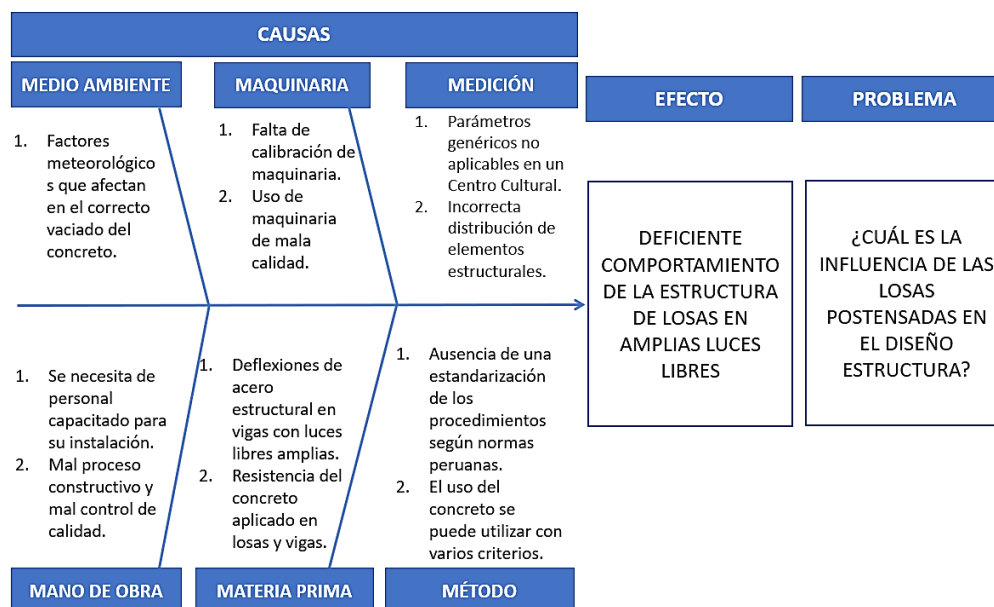 CAUSAS
MEDIO AMBIENTE
MAQUINARIA
MEDICIÓN
EFECTO
PROBLEMA
1. Factores
meteorológico
s que afectan
en el correcto
vaciado del
concreto.
1. Falta de
calibración de
maquinaria.
2. Uso de
maquinaria
de mala
calidad.
1. Parámetros
genéricos no
aplicables en un
Centro Cultural.
2. Incorrecta
distribución de
elementos
estructurales.
DEFICIENTE
COMPORTAMIENTO
DE LA ESTRUCTURA
DE LOSAS EN
AMPLIAS LUCES
LIBRES
¿CUÁL ES LA
INFLUENCIA DE LAS
LOSAS
POSTENSADAS EN
EL DISEÑO
ESTRUCTURA?
1. Se necesita de
personal
capacitado para
su instalación.
2. Mal proceso
constructivo y
mal control de
calidad.
1. Deflexiones de
acero
estructural en
vigas con luces
libres amplias.
2. Resistencia del
concreto
aplicado en
losas y vigas.
1. Ausencia de una
estandarización
de los
procedimientos
según normas
peruanas.
2. El uso del
concreto se
puede utilizar con
varios criterios.
MANO DE OBRA
MATERIA PRIMA
MÉTODO